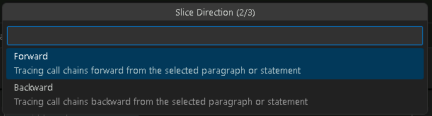 Slice Direction (2/3)
Forward
Tracing call chains forward from the selected paragraph or statement
Backward
Tracing call chains backward from the selected paragraph or statement